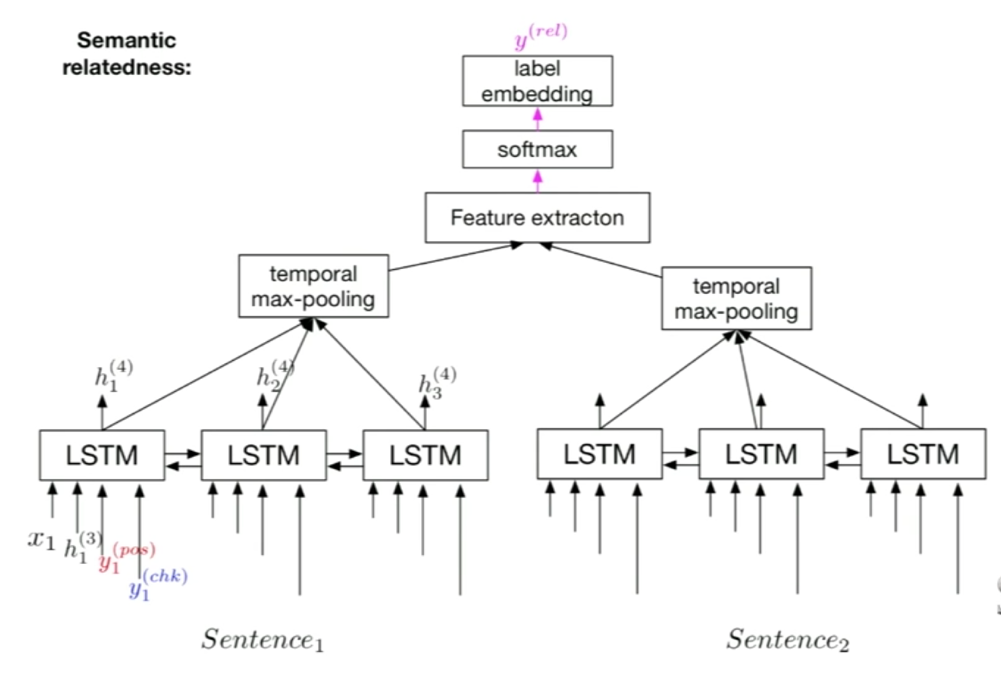 Semantic
relatedness:
y^{(rel)}
label
embedding
softmax
Feature extracton
temporal
max-pooling
temporal
max-pooling
h_1^{(4)}
h_2^{(4)}
h_3^{(4)}
LSTM
LSTM
LSTM
LSTM
LSTM
LSTM
x_1
h_1^{(3)}
y_1^{(pos)}
y_1^{(chk)}
Sentence_1
Sentence_2